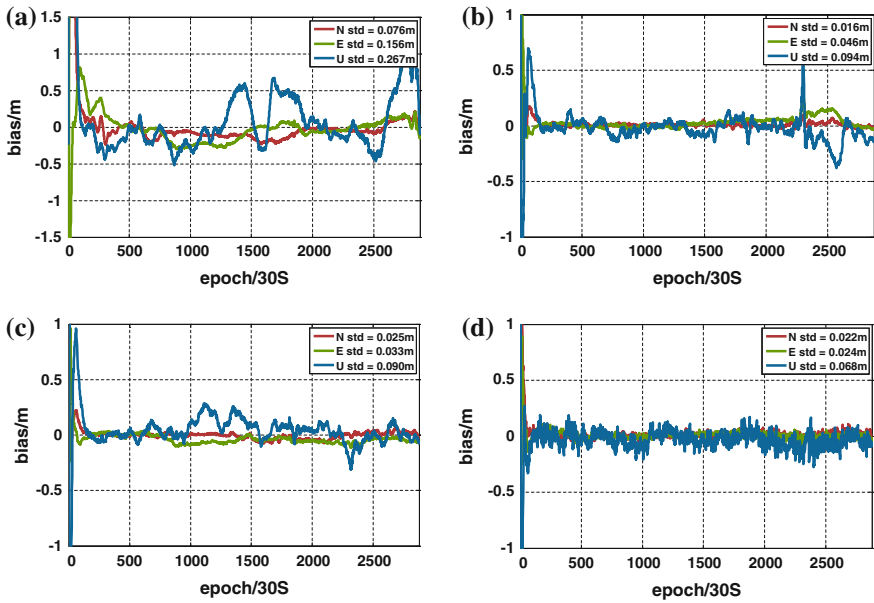 (a)
1.5
1
0.5
0
-0.5
-1
-1.5
bias/m
N std = 0.076m
E std = 0.156m
U std = 0.267m
0 500 1000 1500 2000 2500
epoch/30S
(b)
1
0.5
0
-0.5
-1
bias/m
N std = 0.016m
E std = 0.046m
U std = 0.094m
0 500 1000 1500 2000 2500
epoch/30S
(c)
1
0.5
0
-0.5
-1
bias/m
N std = 0.025m
E std = 0.033m
U std = 0.090m
0 500 1000 1500 2000 2500
epoch/30S
(d)
1
0.5
0
-0.5
-1
bias/m
N std = 0.022m
E std = 0.024m
U std = 0.068m
0 500 1000 1500 2000 2500
epoch/30S